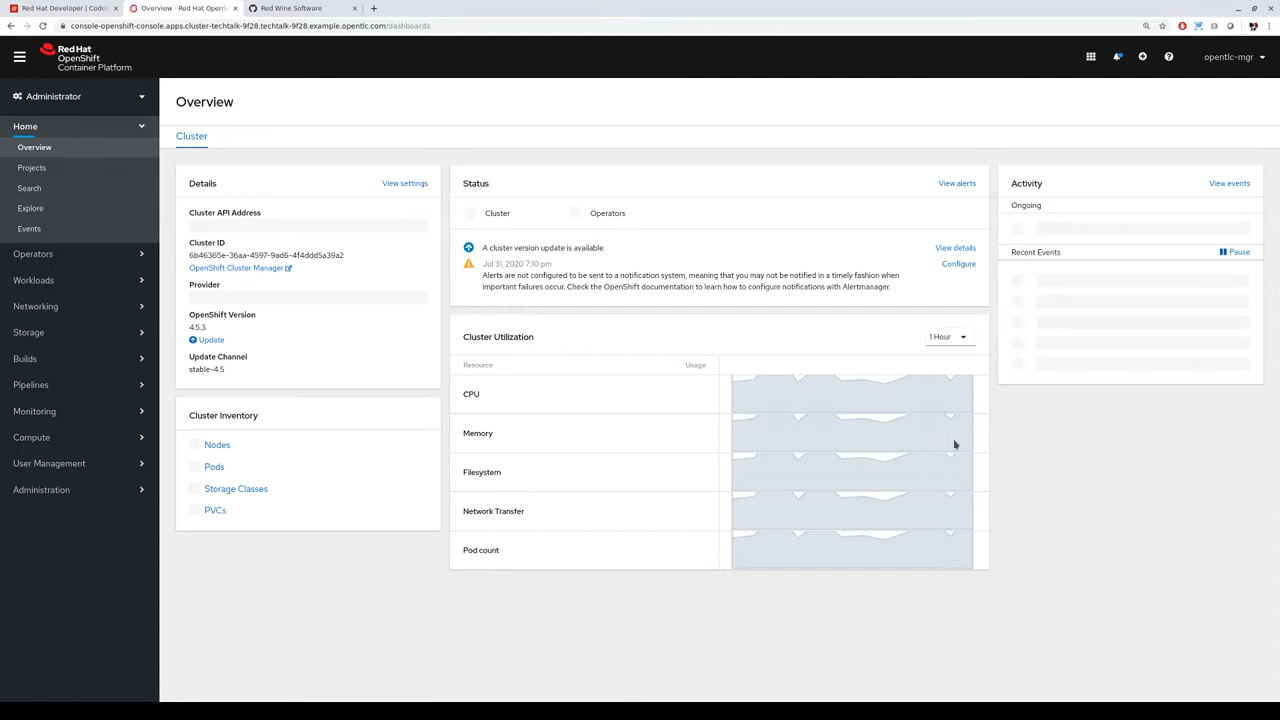 Red Hat Developer | Code
Overview · Red Hat OpenS
Red Wine Software
console-openshift-console.apps.cluster-techtalk-9f28.techtalk-9f28.example.opentlc.com/dashboards
Red Hat
OpenShift
Container Platform
opentlc-mgr
Administrator
Home
Overview
Projects
Search
Explore
Events
Operators
Workloads
Networking
Storage
Builds
Pipelines
Monitoring
Compute
User Management
Administration
Overview
Cluster
Details
View settings
Cluster API Address
Cluster ID
6b46365e-36aa-4597-9ad6-4f4ddd5a39a2
OpenShift Cluster Manager
Provider
OpenShift Version
4.5.3
Update
Update Channel
stable-4.5
Cluster Inventory
Nodes
Pods
Storage Classes
PVCs
Status
View alerts
Cluster
Operators
A cluster version update is available
View details
Jul 31, 2020 7:10 pm
Configure
Alerts are not configured to be sent to a notification system, meaning that you may not be notified in a timely fashion when
important failures occur. Check the OpenShift documentation to learn how to configure notifications with Alertmanager.
Cluster Utilization
1 Hour
Resource
Usage
CPU
Memory
Filesystem
Network Transfer
Pod count
Activity
View events
Ongoing
Recent Events
Pause